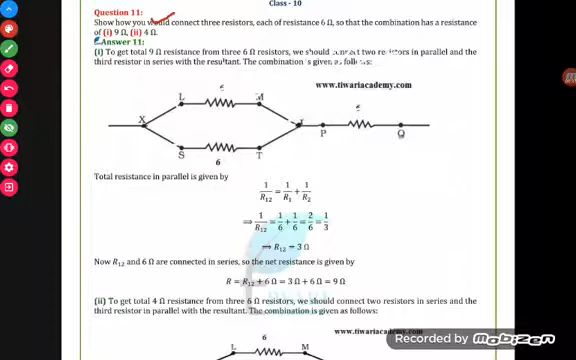 Class - 10
Question 11:
Show how you would connect three resistors, each of resistance 6 Ω, so that the combination has a resistance
of (i) 9 Ω, (ii) 4 Ω.
Answer 11:
(i) To get total 9 Ω resistance from three 6 Ω resistors, we should connect two resistors in parallel and the
third resistor in series with the resultant. The combination is given as follows:
www.tiwariacademy.com
L M
X P Q
S T
6
Total resistance in parallel is given by
1/R₁₂ = 1/R₁ + 1/R₂
⇒ 1/R₁₂ = 1/6 + 1/6 = 2/6 = 1/3
⇒ R₁₂ = 3 Ω
Now R₁₂ and 6 Ω are connected in series, so the net resistance is given by
R = R₁₂ + 6 Ω = 3 Ω + 6 Ω = 9 Ω
(ii) To get total 4 Ω resistance from three 6 Ω resistors, we should connect two resistors in series and the
third resistor in parallel with the resultant. The combination is given as follows:
www.tiwariacademy.com
6
L M
Recorded by MOBIZEN